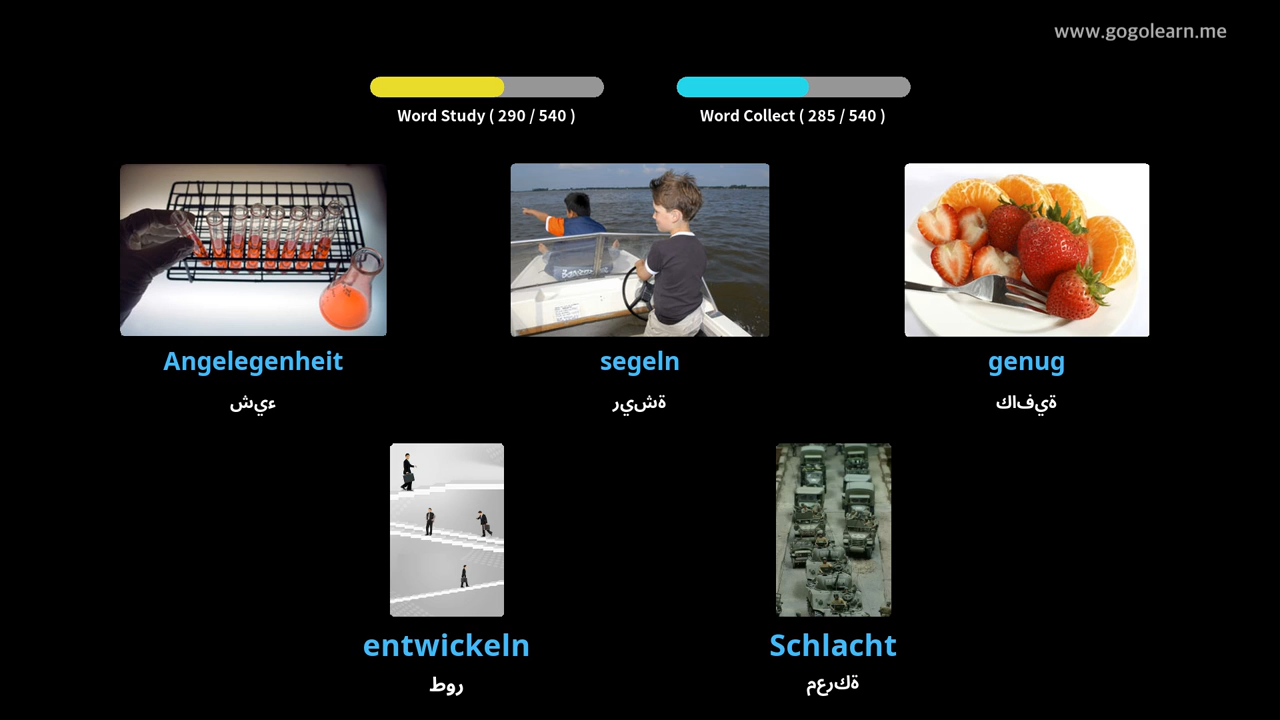 www.gogolearn.me
Word Study ( 290 / 540 )
Word Collect ( 285 / 540 )
Angelegenheit
ءيش
segeln
ةشير
genug
ةيفاك
entwickeln
روط
Schlacht
ةكرعم